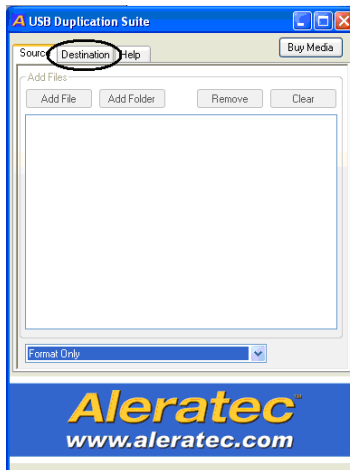 A USB Duplication Suite
Source Destination Help Buy Media
Add Files
Add File Add Folder Remove Clear
Format Only
Aleratec™
www.aleratec.com